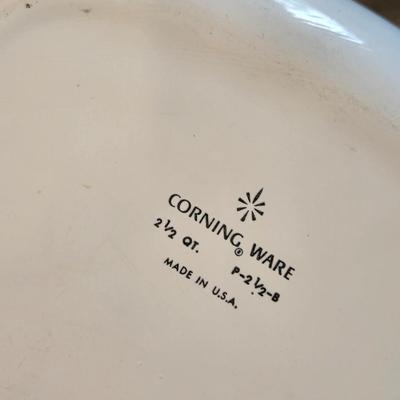 CORNING® WARE
2 1/2 QT. P-2 1/2-B
MADE IN U.S.A.